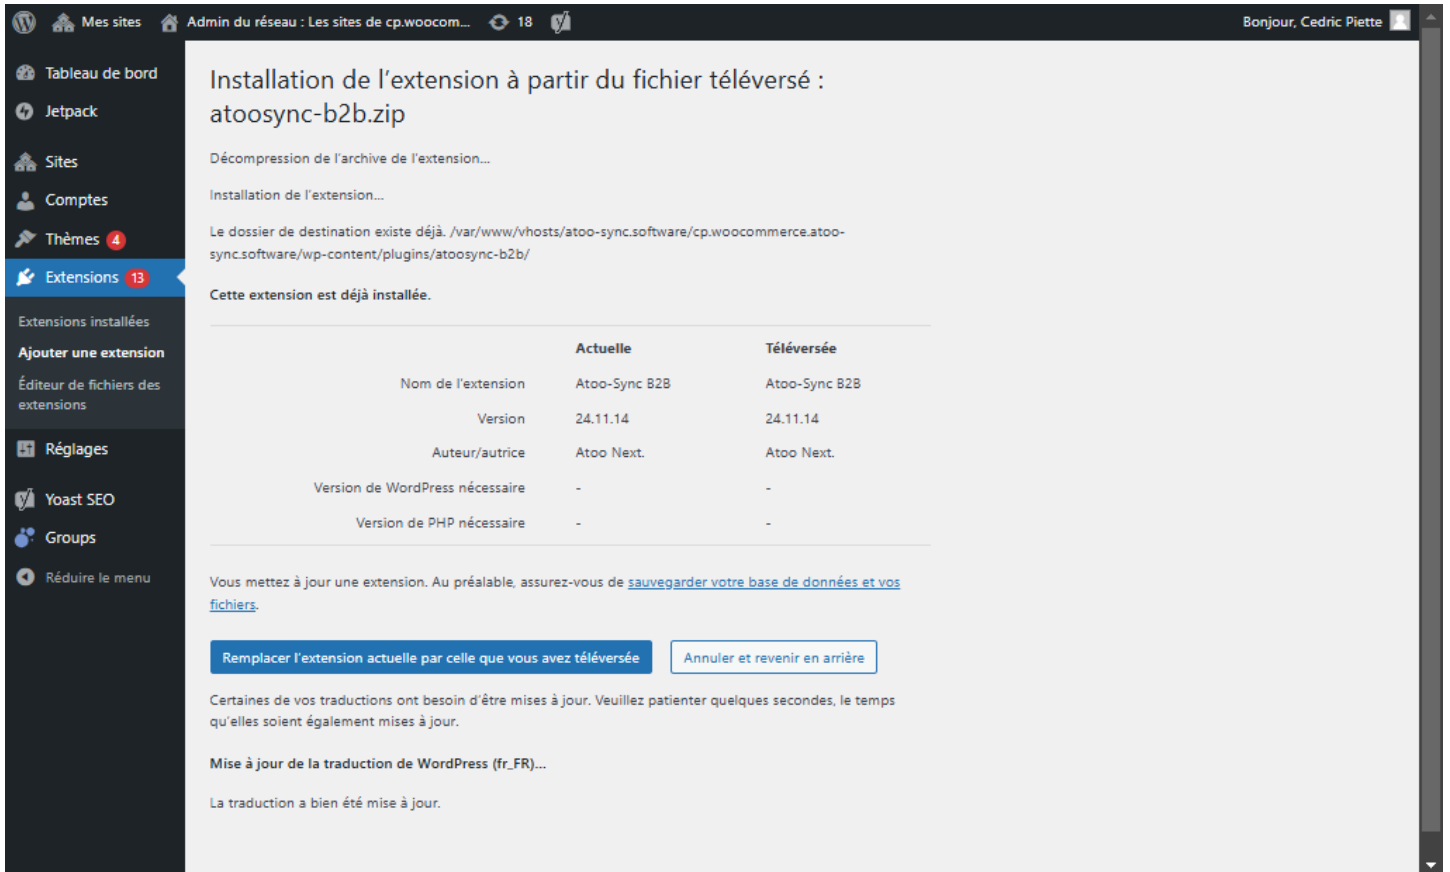 Mes sites
Admin du réseau : Les sites de cp.woocom...
18
Bonjour, Cedric Piette
Tableau de bord
Jetpack
Sites
Comptes
Thèmes 4
Extensions 13
Extensions installées
Ajouter une extension
Éditeur de fichiers des
extensions
Réglages
Yoast SEO
Groups
Réduire le menu
Installation de l’extension à partir du fichier téléversé :
atoosync-b2b.zip
Décompression de l’archive de l’extension…
Installation de l’extension…
Le dossier de destination existe déjà. /var/www/vhosts/atoo-sync.software/cp.woocommerce.atoo-
sync.software/wp-content/plugins/atoosync-b2b/
Cette extension est déjà installée.
Actuelle Téléversée
Nom de l’extension Atoo-Sync B2B Atoo-Sync B2B
Version 24.11.14 24.11.14
Auteur/autrice Atoo Next. Atoo Next.
Version de WordPress nécessaire - -
Version de PHP nécessaire - -
Vous mettez à jour une extension. Au préalable, assurez-vous de sauvegarder votre base de données et vos
fichiers.
Remplacer l’extension actuelle par celle que vous avez téléversée
Annuler et revenir en arrière
Certaines de vos traductions ont besoin d’être mises à jour. Veuillez patienter quelques secondes, le temps
qu’elles soient également mises à jour.
Mise à jour de la traduction de WordPress (fr_FR)…
La traduction a bien été mise à jour.